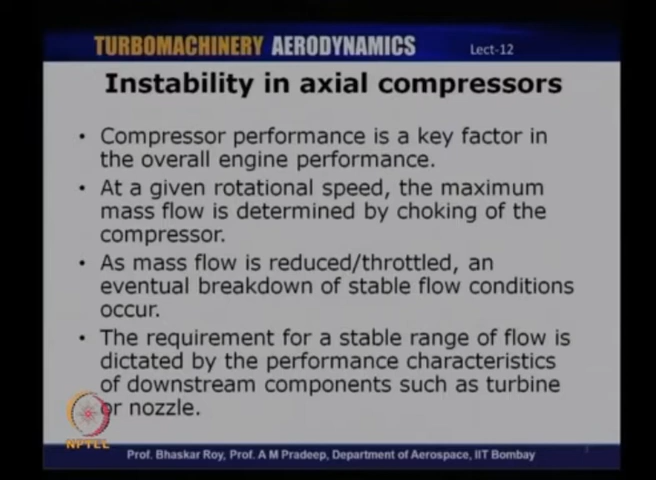 TURBOMACHINERY AERODYNAMICS Lect-12
Instability in axial compressors
• Compressor performance is a key factor in
the overall engine performance.
• At a given rotational speed, the maximum
mass flow is determined by choking of the
compressor.
• As mass flow is reduced/throttled, an
eventual breakdown of stable flow conditions
occur.
• The requirement for a stable range of flow is
dictated by the performance characteristics
of downstream components such as turbine
or nozzle.
NPTEL
Prof. Bhaskar Roy, Prof. A M Pradeep, Department of Aerospace, IIT Bombay